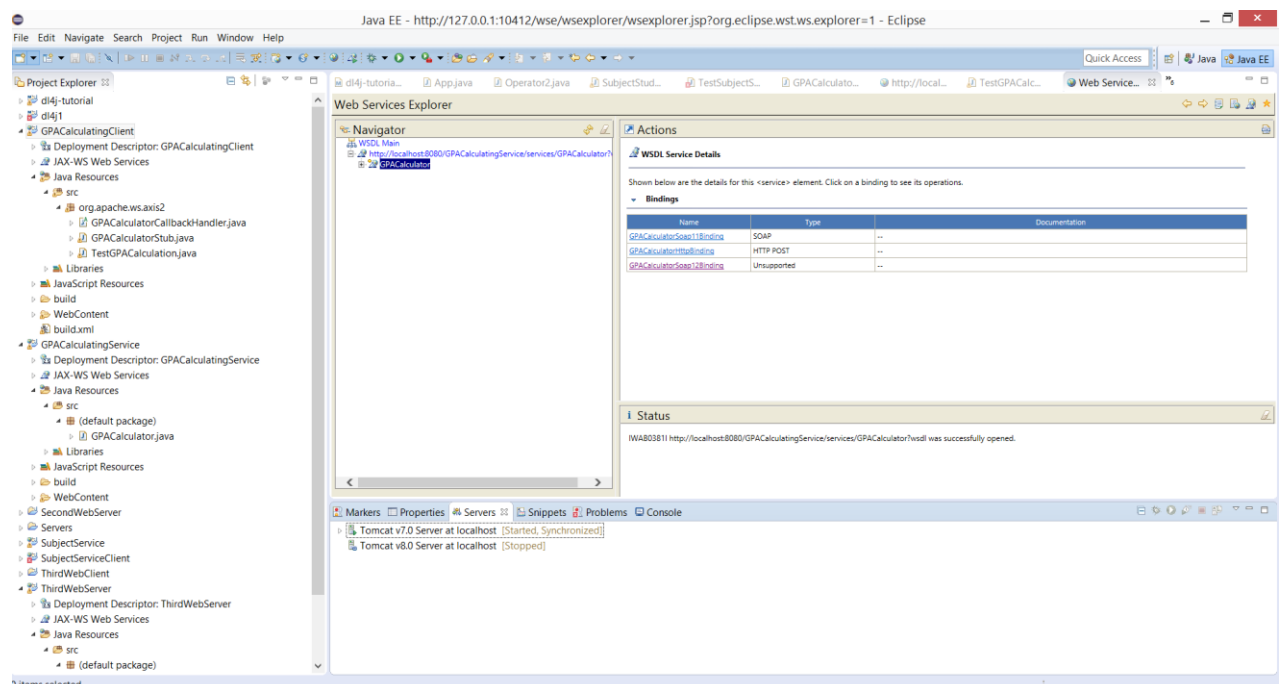 Java EE - http://127.0.0.1:10412/wse/wsexplorer/wsexplorer.jsp?org.eclipse.wst.ws.explorer=1 - Eclipse
File Edit Navigate Search Project Run Window Help
Quick Access Java Java EE
Project Explorer
dl4j-tutorial
dl4j1
GPACalculatingClient
Deployment Descriptor: GPACalculatingClient
JAX-WS Web Services
Java Resources
src
org.apache.ws.axis2
GPACalculatorCallbackHandler.java
GPACalculatorStub.java
TestGPACalculation.java
Libraries
JavaScript Resources
build
WebContent
build.xml
GPACalculatingService
Deployment Descriptor: GPACalculatingService
JAX-WS Web Services
Java Resources
src
(default package)
GPACalculator.java
Libraries
JavaScript Resources
build
WebContent
SecondWebServer
Servers
SubjectService
SubjectServiceClient
ThirdWebClient
ThirdWebServer
Deployment Descriptor: ThirdWebServer
JAX-WS Web Services
Java Resources
src
(default package)
dl4j-tutoria... App.java Operator2.java SubjectStud... TestSubjectS... GPACalculato... http://local... TestGPACalc... Web Service... "5
Web Services Explorer
Navigator
WSDL Main
http://localhost:8080/GPACalculatingService/services/GPACalculator?
GPACalculator
Actions
WSDL Service Details
Shown below are the details for this <service> element. Click on a binding to see its operations.
Bindings
Name Type Documentation
GPACalculatorSoap11Binding SOAP --
GPACalculatorHttpBinding HTTP POST --
GPACalculatorSoap12Binding Unsupported --
i Status
IWAB0381I http://localhost:8080/GPACalculatingService/services/GPACalculator?wsdl was successfully opened.
Markers Properties Servers Snippets Problems Console
Tomcat v7.0 Server at localhost [Started, Synchronized]
Tomcat v8.0 Server at localhost [Stopped]